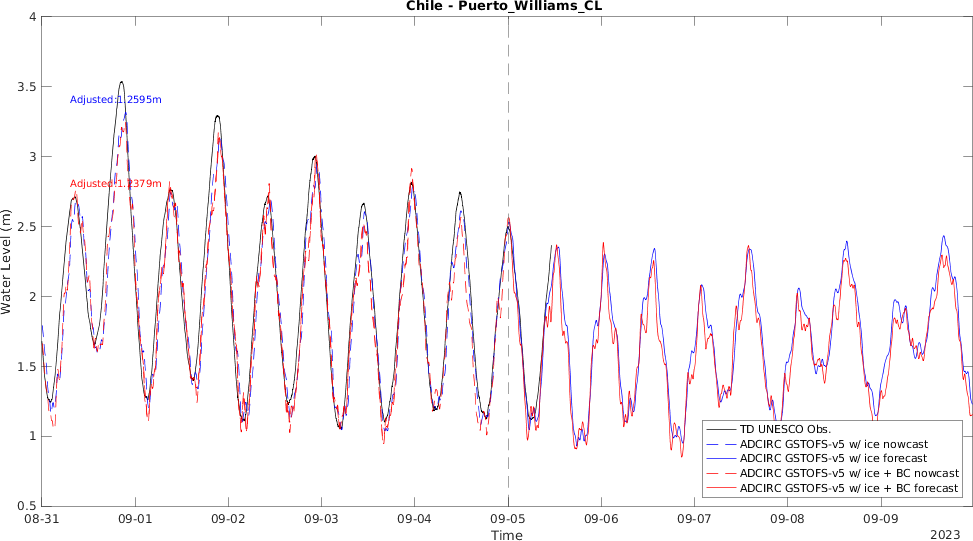 Chile - Puerto_Williams_CL
4
3.5
3
2.5
2
1.5
1
0.5
Water Level (m)
Adjusted:1.2595m
Adjusted:1.2379m
TD UNESCO Obs.
ADCIRC GSTOFS-v5 w/ ice nowcast
ADCIRC GSTOFS-v5 w/ ice forecast
ADCIRC GSTOFS-v5 w/ ice + BC nowcast
ADCIRC GSTOFS-v5 w/ ice + BC forecast
08-31 09-01 09-02 09-03 09-04 09-05 09-06 09-07 09-08 09-09
Time
2023